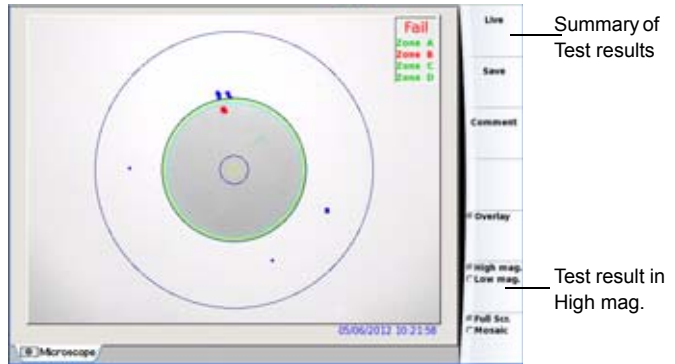 Fail
Zone A
Zone B
Zone C
Zone D
Live
Save
Comment
Overlay
High mag.
Low mag.
Full Scr.
Mosaic
05/06/2012 10:21:58
Microscope
Summary of
Test results
Test result in
High mag.